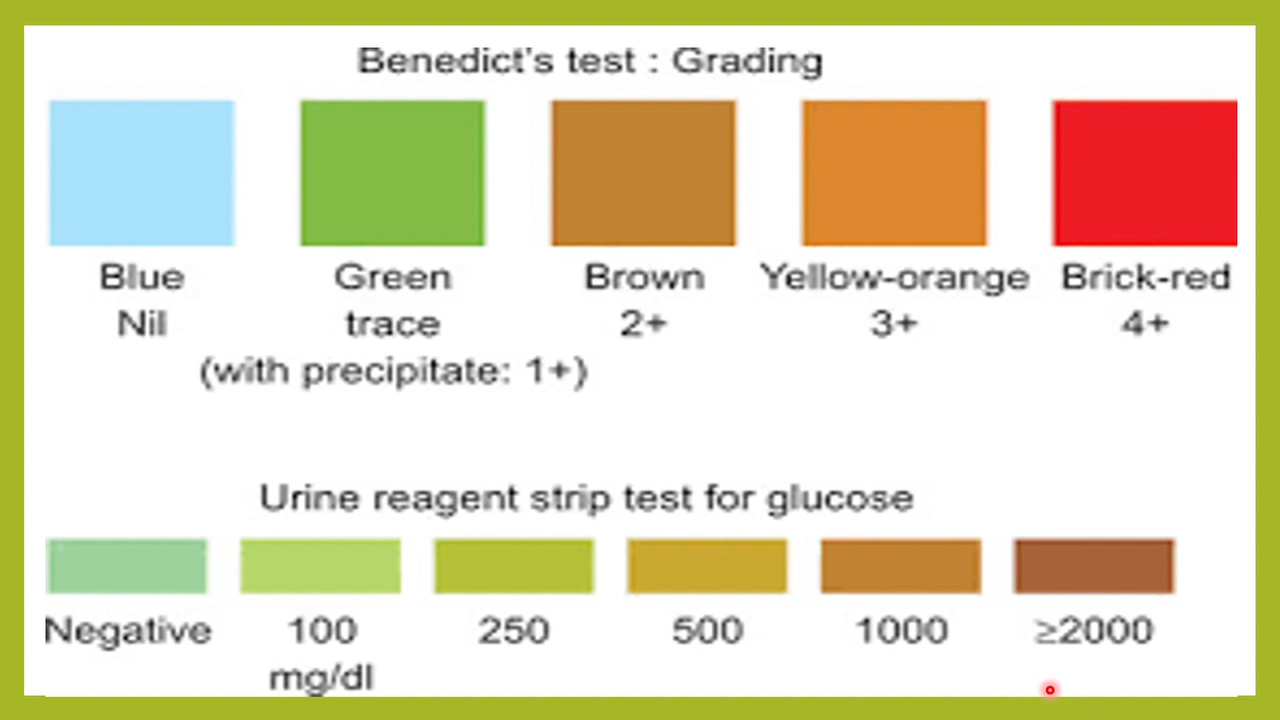 Benedict's test : Grading
Blue Green Brown Yellow-orange Brick-red
Nil trace 2+ 3+ 4+
(with precipitate: 1+)
Urine reagent strip test for glucose
Negative 100 250 500 1000 ≥2000
mg/dl